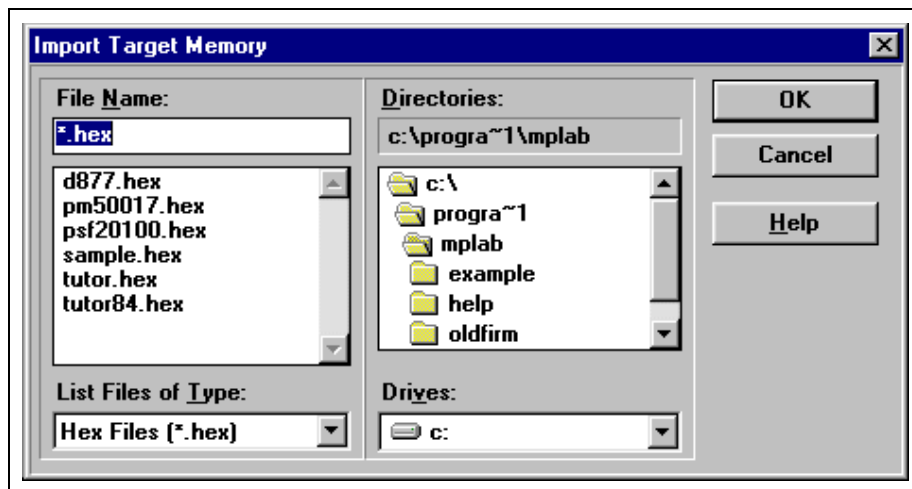 Import Target Memory
File Name:
*.hex
d877.hex
pm50017.hex
psf20100.hex
sample.hex
tutor.hex
tutor84.hex
List Files of Type:
Hex Files (*.hex)
Directories:
c:\progra~1\mplab
c:\
progra~1
mplab
example
help
oldfirm
Drives:
c:
OK
Cancel
Help